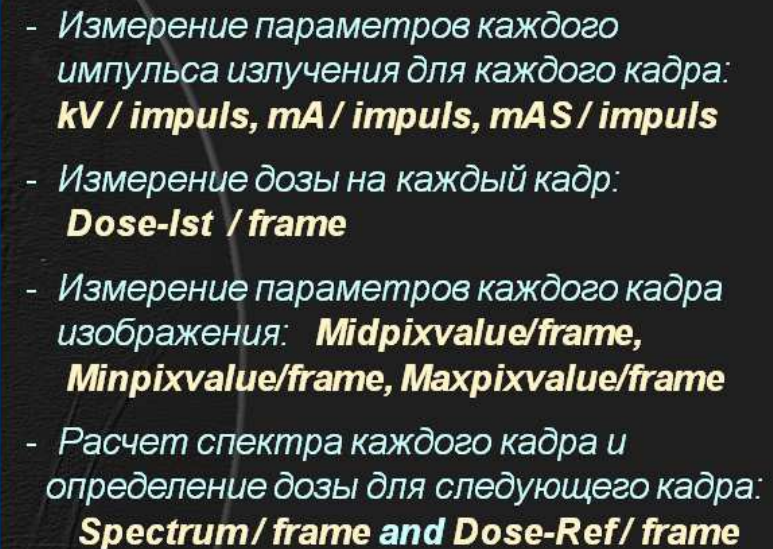 - Измерение параметров каждого
импульса излучения для каждого кадра:
kV / impuls, mA / impuls, mAS / impuls
- Измерение дозы на каждый кадр:
Dose-Ist / frame
- Измерение параметров каждого кадра
изображения: Midpixvalue/frame,
Minpixvalue/frame, Maxpixvalue/frame
- Расчет спектра каждого кадра и
определение дозы для следующего кадра:
Spectrum / frame and Dose-Ref / frame